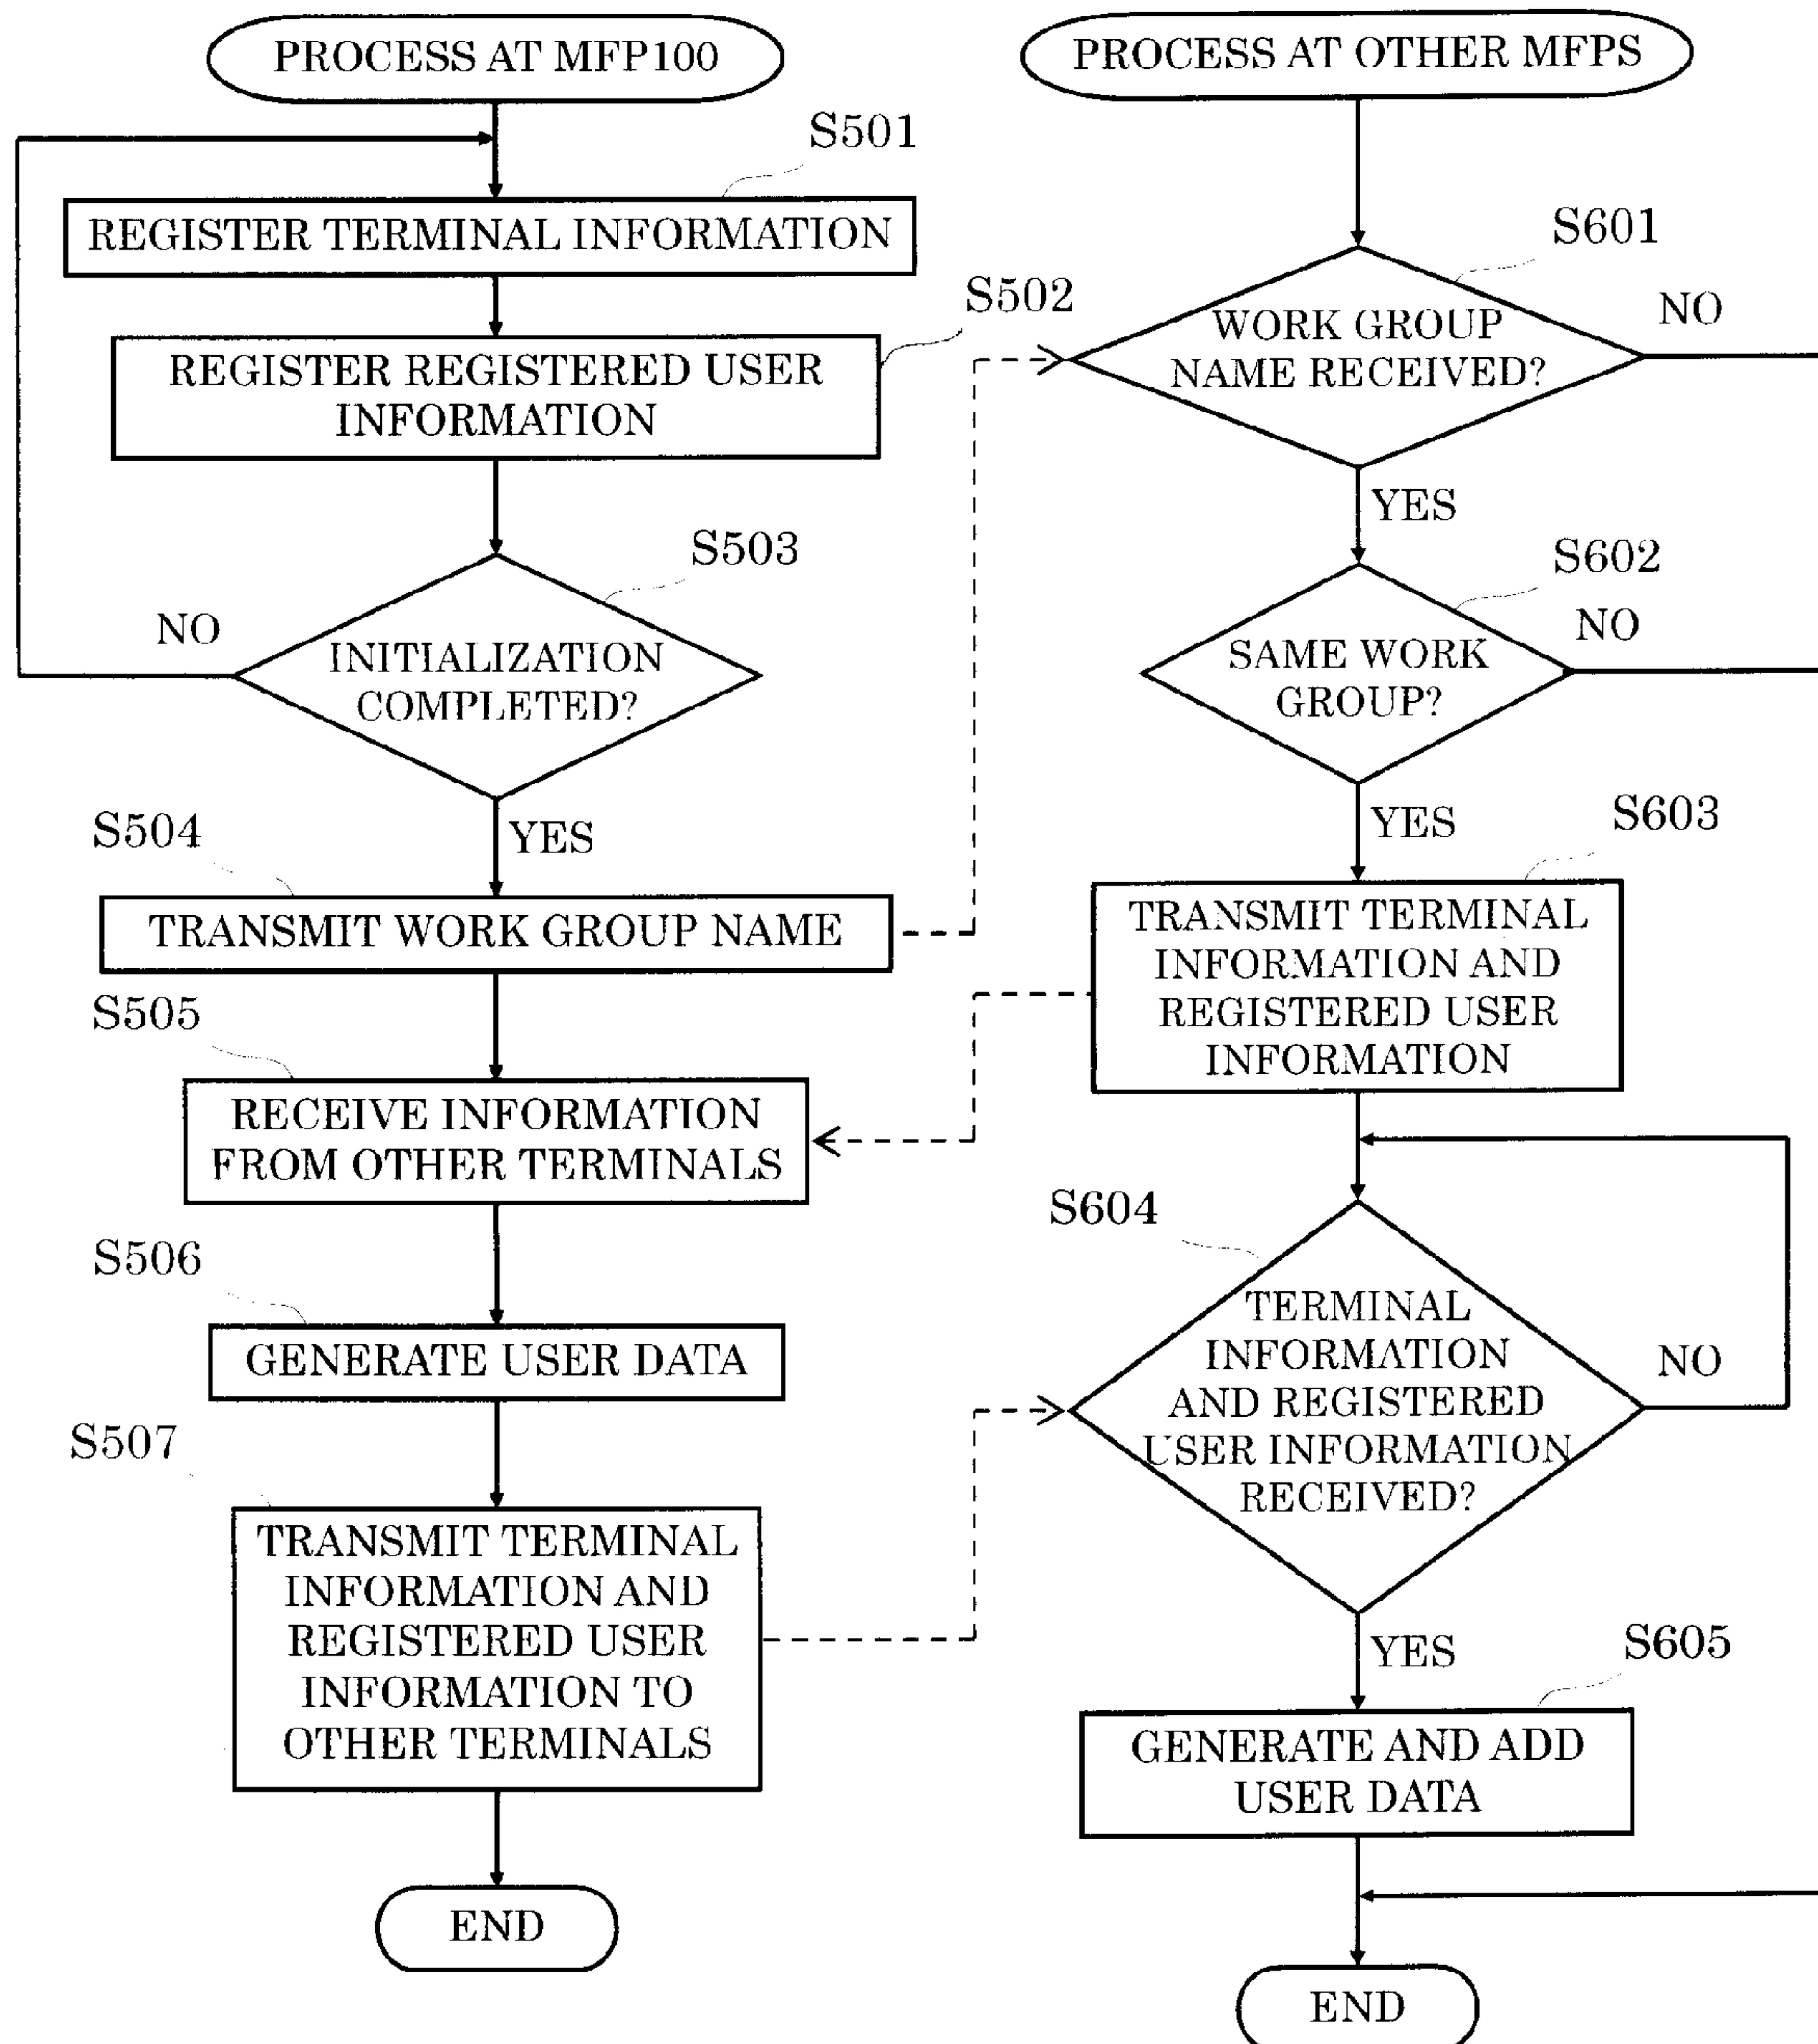 PROCESS AT MFP100
S501
REGISTER TERMINAL INFORMATION
S502
REGISTER REGISTERED USER
INFORMATION
S503
NO
INITIALIZATION
COMPLETED?
YES
S504
TRANSMIT WORK GROUP NAME
S505
RECEIVE INFORMATION
FROM OTHER TERMINALS
S506
GENERATE USER DATA
S507
TRANSMIT TERMINAL
INFORMATION AND
REGISTERED USER
INFORMATION TO
OTHER TERMINALS
END
PROCESS AT OTHER MFPS
S601
WORK GROUP
NAME RECEIVED?
NO
YES
S602
SAME WORK
GROUP?
NO
YES
S603
TRANSMIT TERMINAL
INFORMATION AND
REGISTERED USER
INFORMATION
S604
TERMINAL
INFORMATION
AND REGISTERED
USER INFORMATION
RECEIVED?
NO
YES
S605
GENERATE AND ADD
USER DATA
END